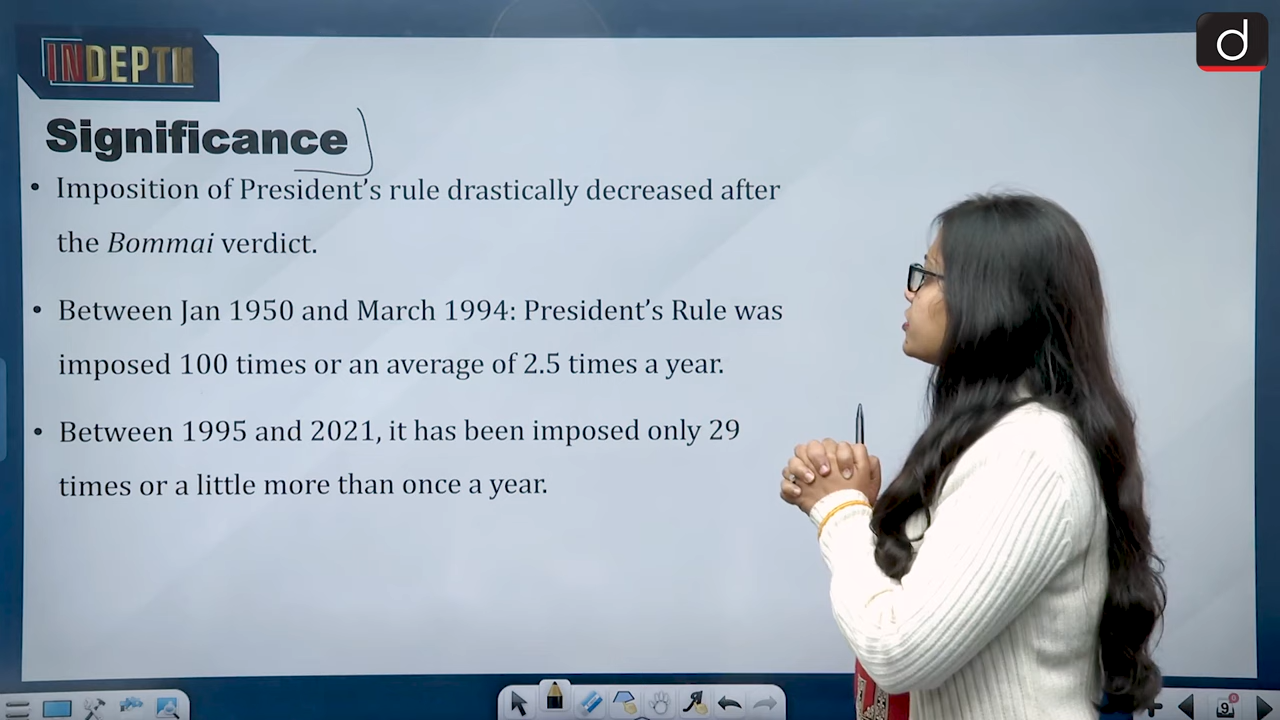 INDEPTH
d
Significance
• Imposition of President’s rule drastically decreased after
the Bommai verdict.
• Between Jan 1950 and March 1994: President’s Rule was
imposed 100 times or an average of 2.5 times a year.
• Between 1995 and 2021, it has been imposed only 29
times or a little more than once a year.
9